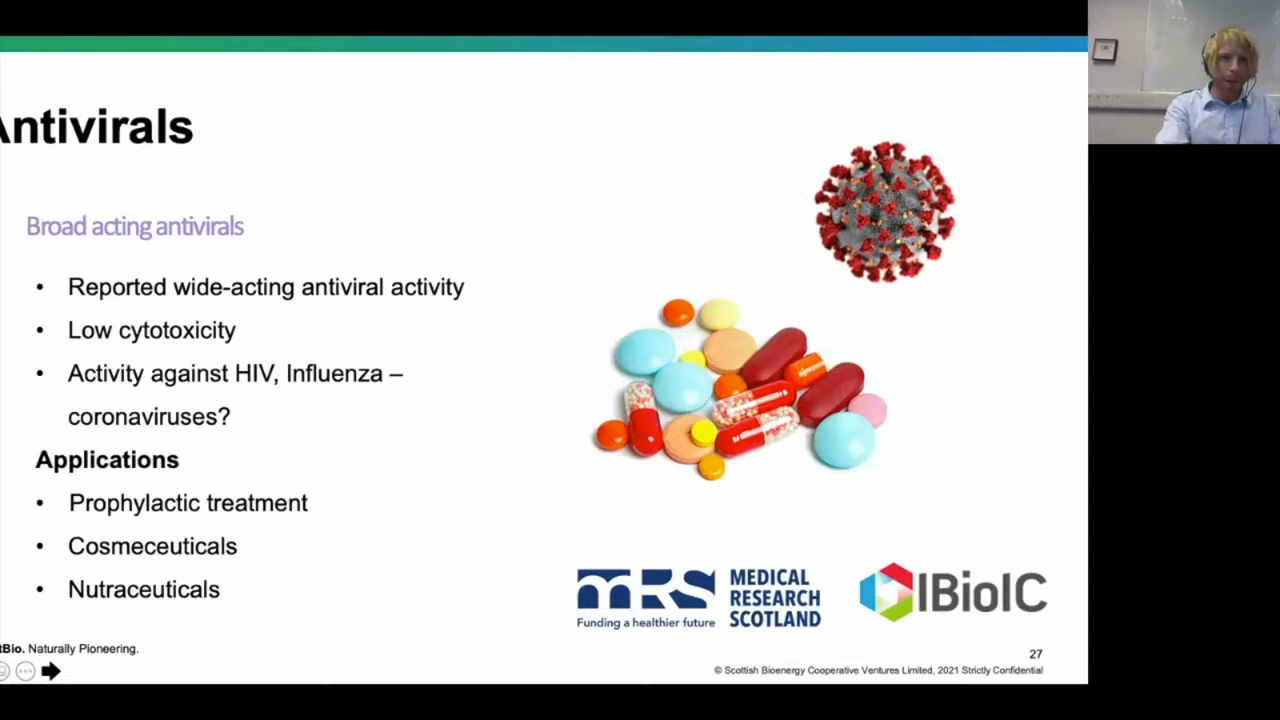 Antivirals
Broad acting antivirals
• Reported wide-acting antiviral activity
• Low cytotoxicity
• Activity against HIV, Influenza –
coronaviruses?
Applications
• Prophylactic treatment
• Cosmeceuticals
• Nutraceuticals
mRS
Funding a healthier future
MEDICAL
RESEARCH
SCOTLAND
IBioIC
tBio. Naturally Pioneering.
27
© Scottish Bioenergy Cooperative Ventures Limited, 2021 Strictly Confidential